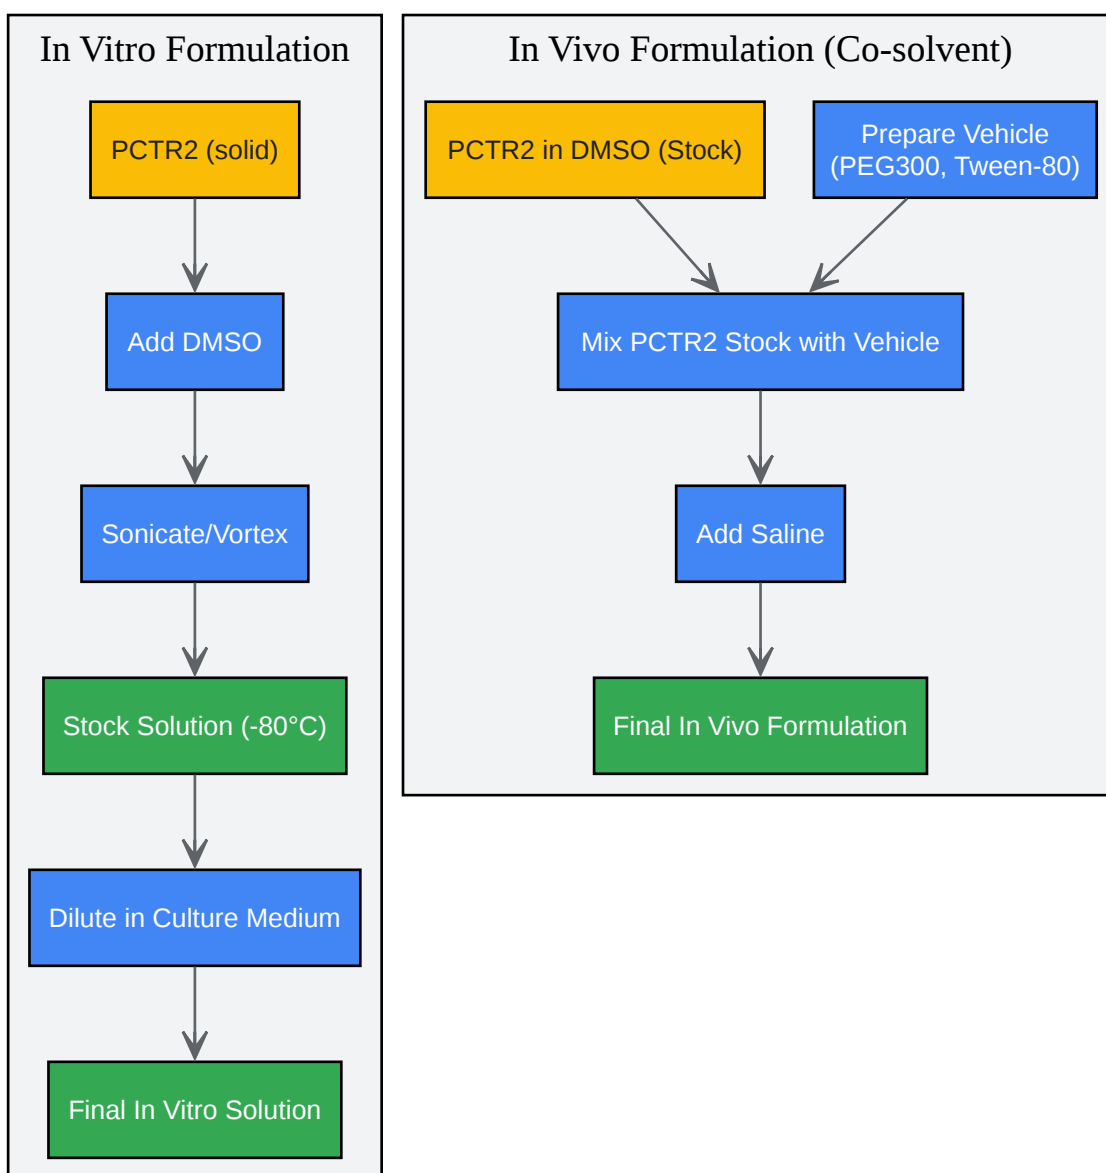 In Vitro Formulation
PCTR2 (solid)
Add DMSO
Sonicate/Vortex
Stock Solution (-80°C)
Dilute in Culture Medium
Final In Vitro Solution
In Vivo Formulation (Co-solvent)
PCTR2 in DMSO (Stock)
Prepare Vehicle
(PEG300, Tween-80)
Mix PCTR2 Stock with Vehicle
Add Saline
Final In Vivo Formulation